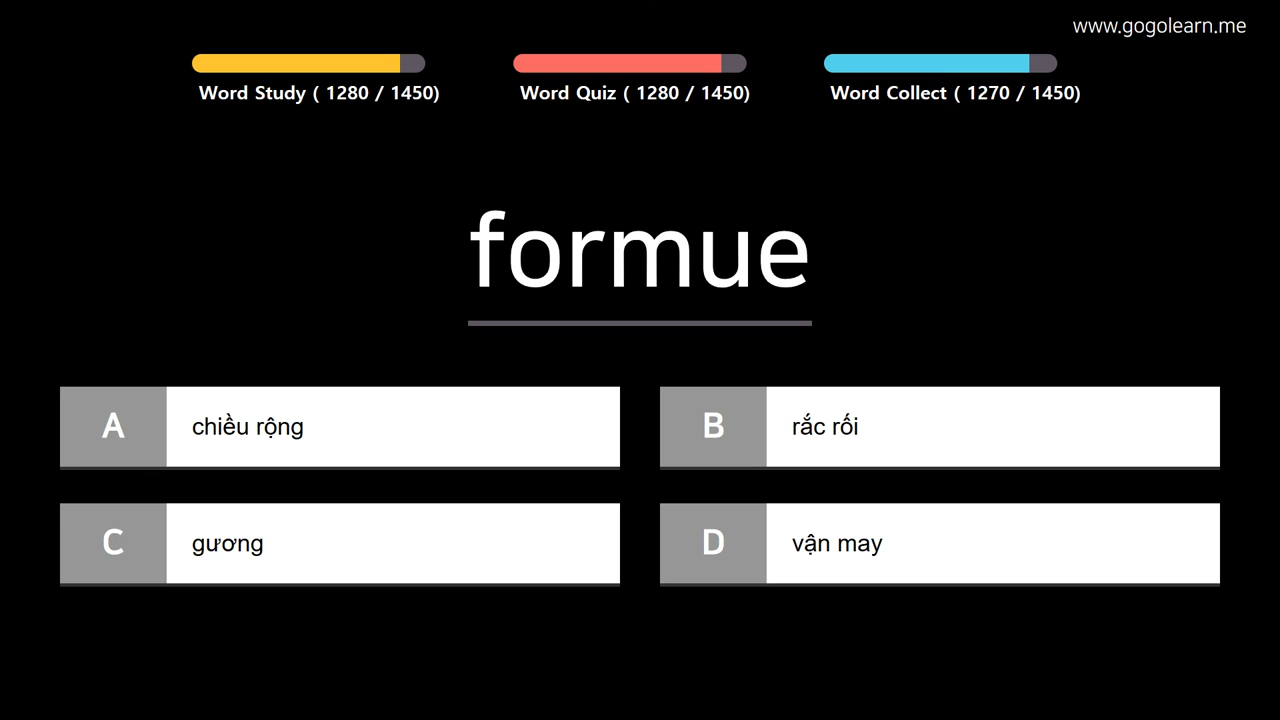 www.gogolearn.me
Word Study ( 1280 / 1450)
Word Quiz ( 1280 / 1450)
Word Collect ( 1270 / 1450)
formue
A
chiều rộng
B
rắc rối
C
gương
D
vận may